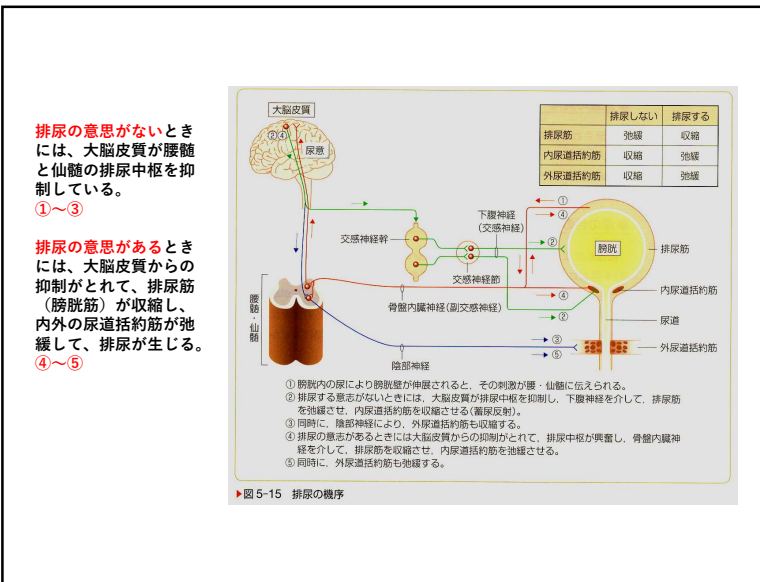 排尿の意思がないとき
には、大脳皮質が腰髄
と仙髄の排尿中枢を抑
制している。
①～③
排尿の意思があるとき
には、大脳皮質からの
抑制がとれて、排尿筋
（膀胱筋）が収縮し、
内外の尿道括約筋が弛
緩して、排尿が生じる。
④～⑤
大脳皮質
②④
尿意
排尿しない 排尿する
排尿筋 弛緩 収縮
内尿道括約筋 収縮 弛緩
外尿道括約筋 収縮 弛緩
①
④
下腹神経
（交感神経）
交感神経幹
②
膀胱
排尿筋
交感神経節
内尿道括約筋
④
骨盤内臓神経（副交感神経）
②
尿道
腰髄・仙髄
③
外尿道括約筋
⑤
陰部神経
① 膀胱内の尿により膀胱壁が伸展されると，その刺激が腰・仙髄に伝えられる。
② 排尿する意志がないときには，大脳皮質が排尿中枢を抑制し，下腹神経を介して，排尿筋
を弛緩させ，内尿道括約筋を収縮させる(蓄尿反射)。
③ 同時に，陰部神経により，外尿道括約筋も収縮する。
④ 排尿の意志があるときには大脳皮質からの抑制がとれて，排尿中枢が興奮し，骨盤内臓神
経を介して，排尿筋を収縮させ，内尿道括約筋を弛緩させる。
⑤ 同時に，外尿道括約筋も弛緩する。
▶図 5-15 排尿の機序